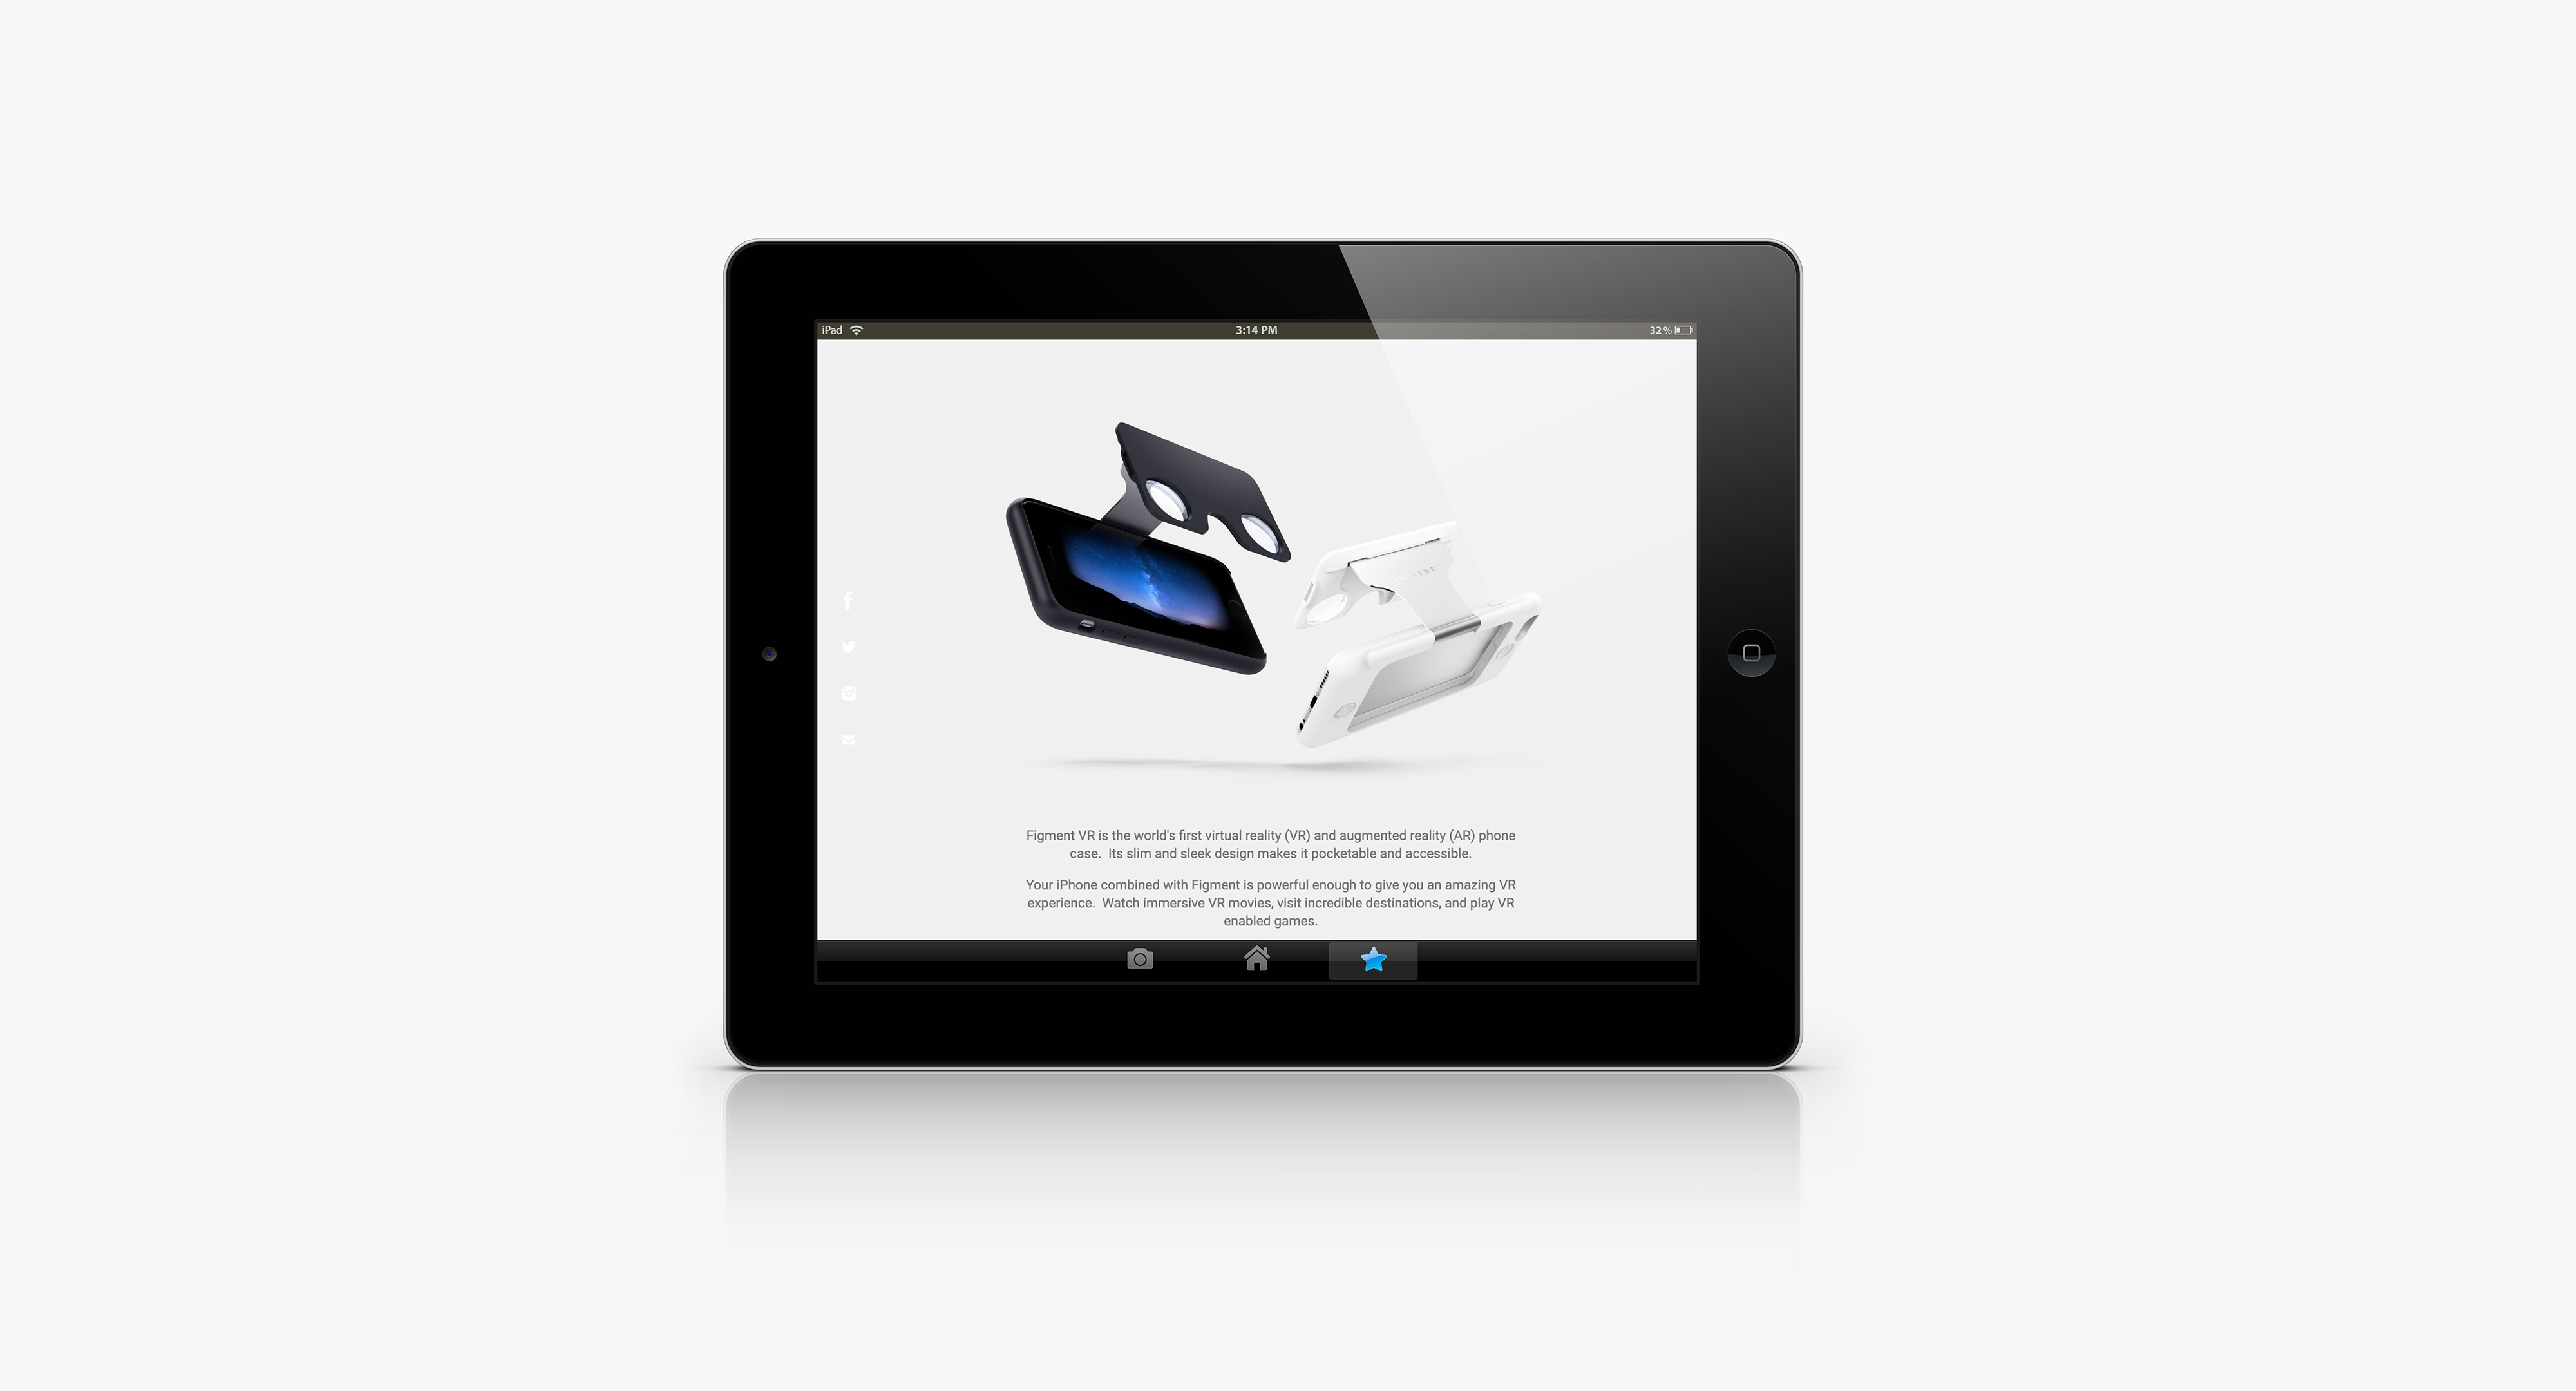 iPad
3:14 PM
32 %
Figment VR is the world's first virtual reality (VR) and augmented reality (AR) phone
case.  Its slim and sleek design makes it pocketable and accessible.
Your iPhone combined with Figment is powerful enough to give you an amazing VR
experience.  Watch immersive VR movies, visit incredible destinations, and play VR
enabled games.